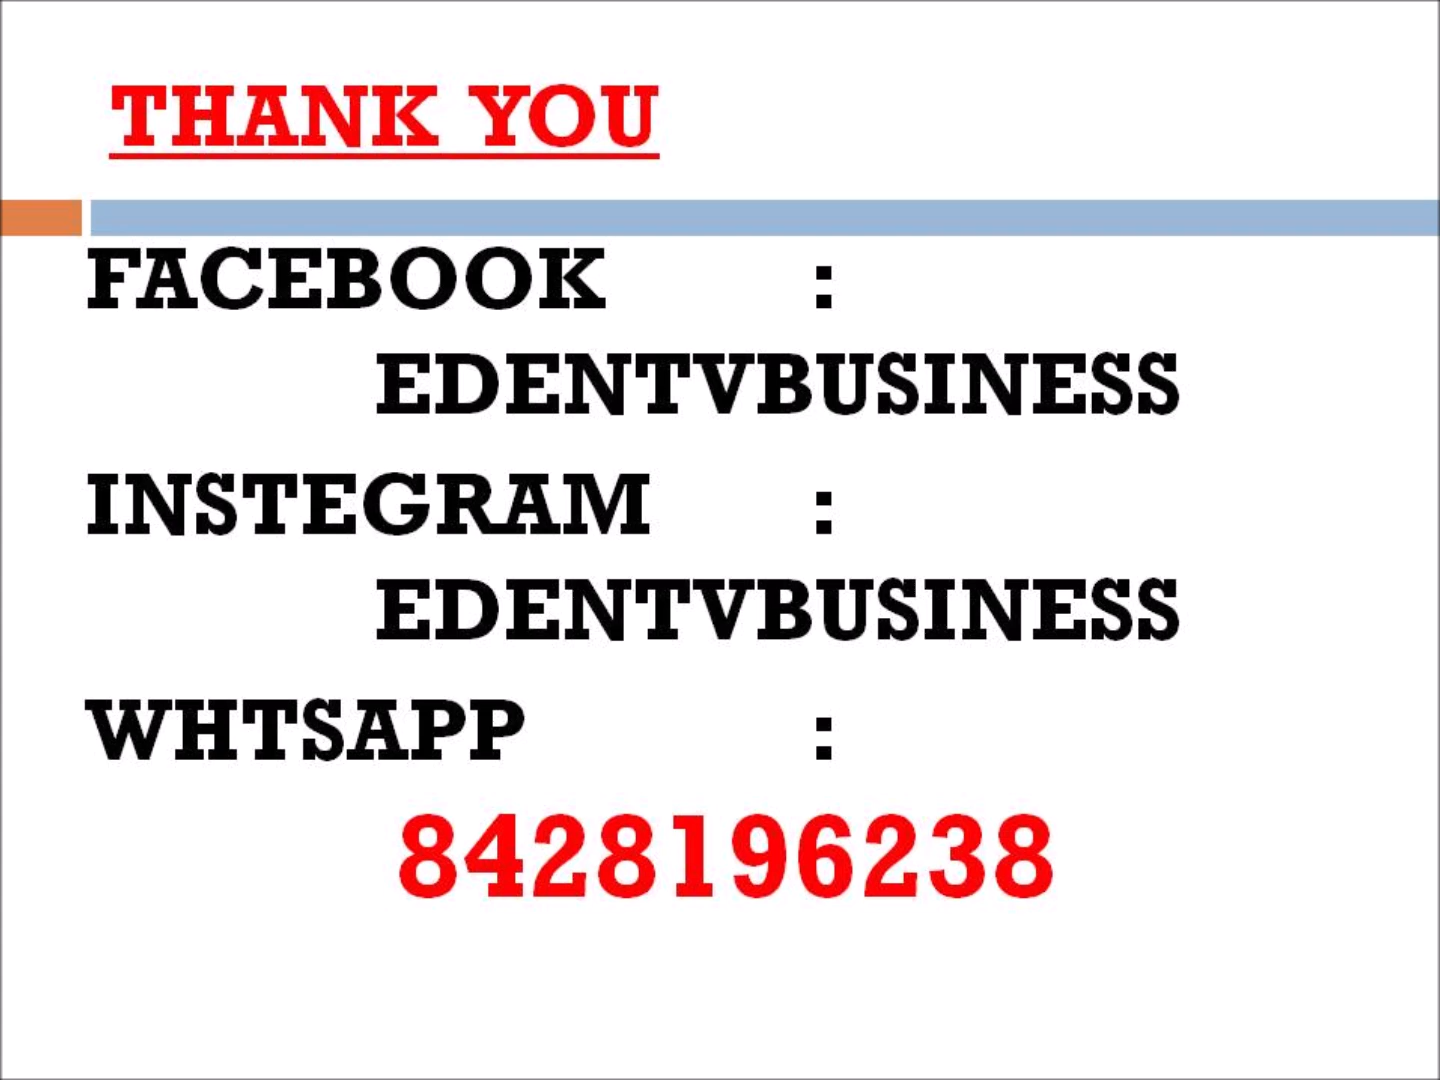 THANK YOU
FACEBOOK :
EDENTVBUSINESS
INSTEGRAM :
EDENTVBUSINESS
WHTSAPP :
8428196238